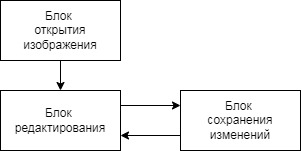 Блок
открытия
изображения
Блок
редактирования
Блок
сохранения
изменений